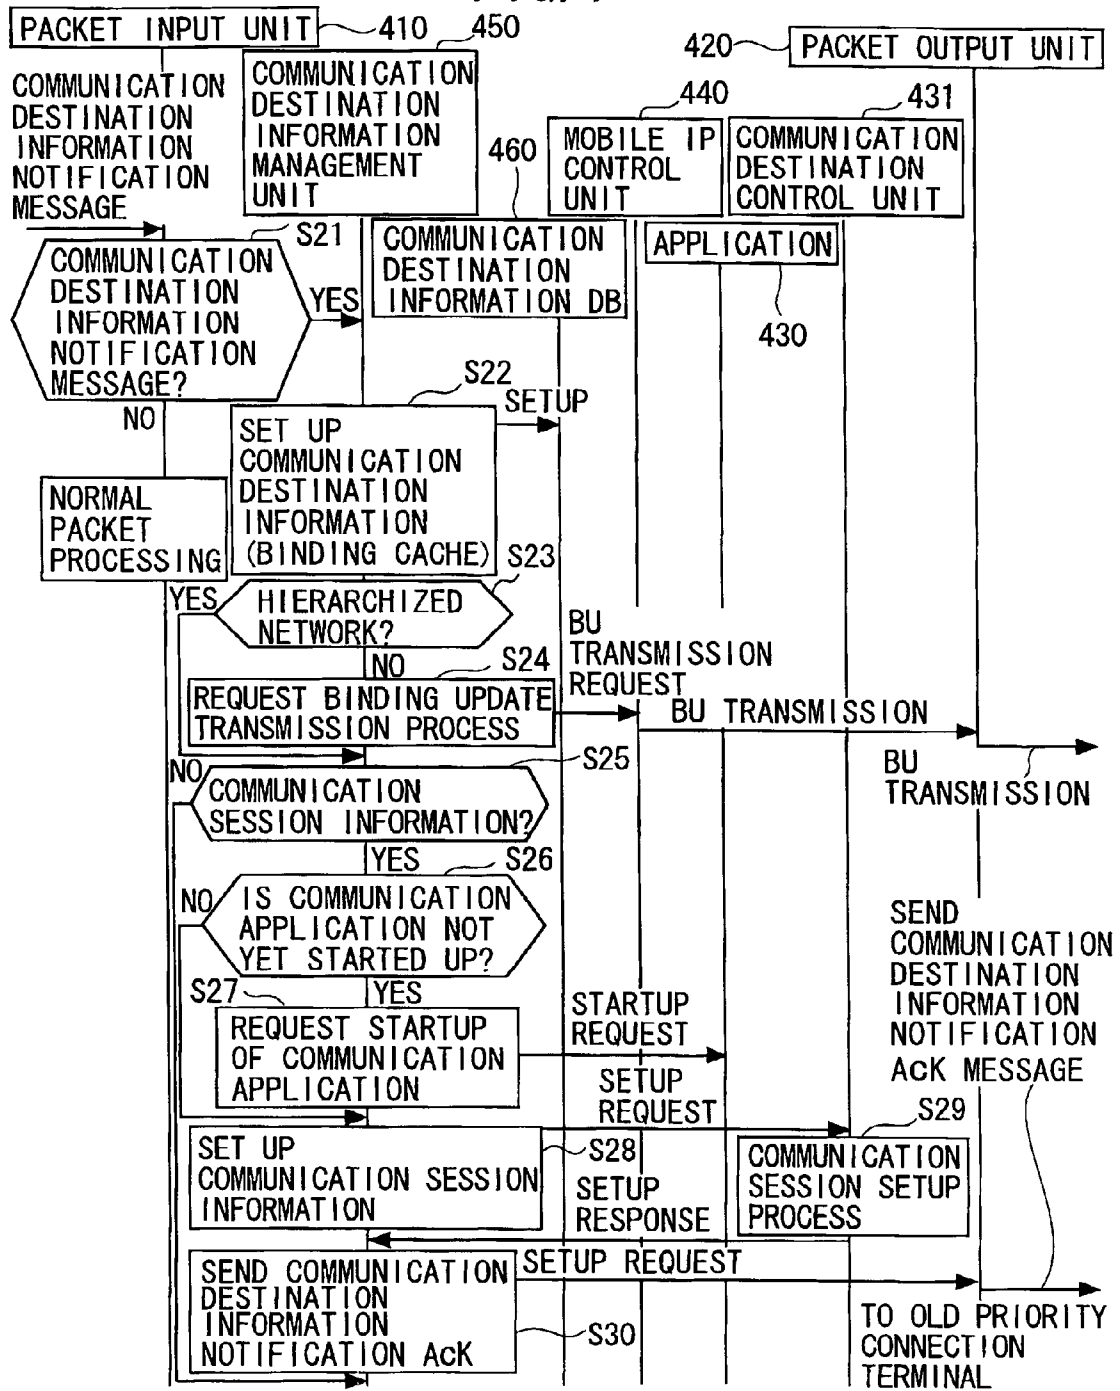 PACKET INPUT UNIT
410
450
420
PACKET OUTPUT UNIT
COMMUNICATION
DESTINATION
INFORMATION
NOTIFICATION
MESSAGE
COMMUNICATION
DESTINATION
INFORMATION
MANAGEMENT
UNIT
460
440
MOBILE IP
CONTROL
UNIT
431
COMMUNICATION
DESTINATION
CONTROL UNIT
S21
COMMUNICATION
DESTINATION
INFORMATION
NOTIFICATION
MESSAGE?
YES
NO
COMMUNICATION
DESTINATION
INFORMATION DB
APPLICATION
430
S22
SETUP
SET UP
COMMUNICATION
DESTINATION
INFORMATION
(BINDING CACHE)
NORMAL
PACKET
PROCESSING
S23
YES
HIERARCHIZED
NETWORK?
NO
S24
BU
TRANSMISSION
REQUEST
REQUEST BINDING UPDATE
TRANSMISSION PROCESS
BU TRANSMISSION
BU
TRANSMISSION
S25
NO
COMMUNICATION
SESSION INFORMATION?
YES
S26
NO
IS COMMUNICATION
APPLICATION NOT
YET STARTED UP?
SEND
COMMUNICATION
DESTINATION
INFORMATION
NOTIFICATION
AcK MESSAGE
S27
YES
REQUEST STARTUP
OF COMMUNICATION
APPLICATION
STARTUP
REQUEST
SETUP
REQUEST
S29
SET UP
COMMUNICATION SESSION
INFORMATION
S28
COMMUNICATION
SESSION SETUP
PROCESS
SETUP
RESPONSE
SEND COMMUNICATION
DESTINATION
INFORMATION
NOTIFICATION AcK
SETUP REQUEST
S30
TO OLD PRIORITY
CONNECTION
TERMINAL